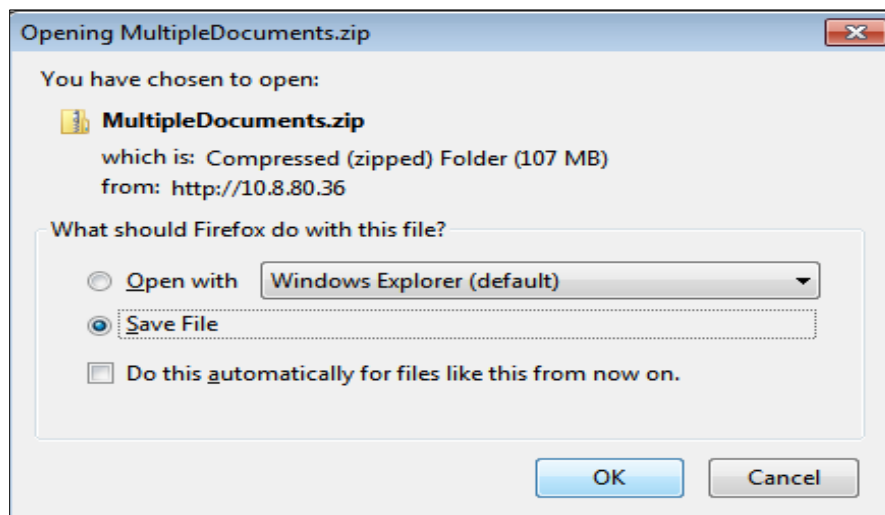 Opening MultipleDocuments.zip
You have chosen to open:
MultipleDocuments.zip
which is: Compressed (zipped) Folder (107 MB)
from: http://10.8.80.36
What should Firefox do with this file?
Open with Windows Explorer (default)
Save File
Do this automatically for files like this from now on.
OK Cancel